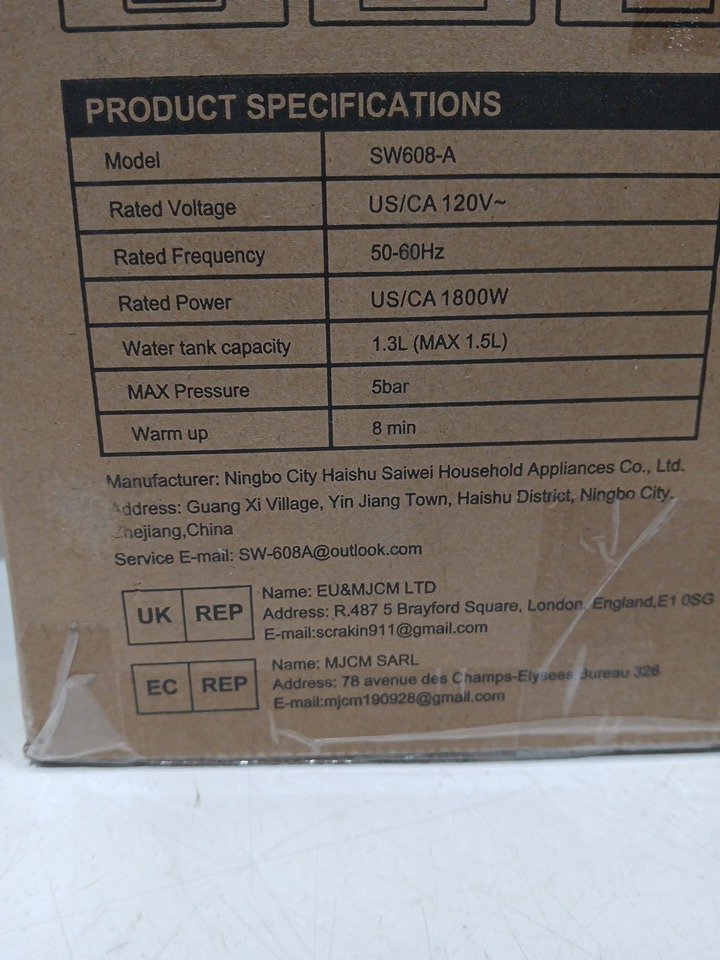 PRODUCT SPECIFICATIONS
Model SW608-A
Rated Voltage US/CA 120V~
Rated Frequency 50-60Hz
Rated Power US/CA 1800W
Water tank capacity 1.3L (MAX 1.5L)
MAX Pressure 5bar
Warm up 8 min
Manufacturer: Ningbo City Haishu Saiwei Household Appliances Co., Ltd.
Address: Guang Xi Village, Yin Jiang Town, Haishu District, Ningbo City.
Zhejiang,China
Service E-mail: SW-608A@outlook.com
UK REP
Name: EU&MJCM LTD
Address: R.487 5 Brayford Square, London, England,E1 0SG
E-mail:scrakin911@gmail.com
EC REP
Name: MJCM SARL
Address: 78 avenue des Champs-Elysees Bureau 326
E-mail:mjcm190928@gmail.com